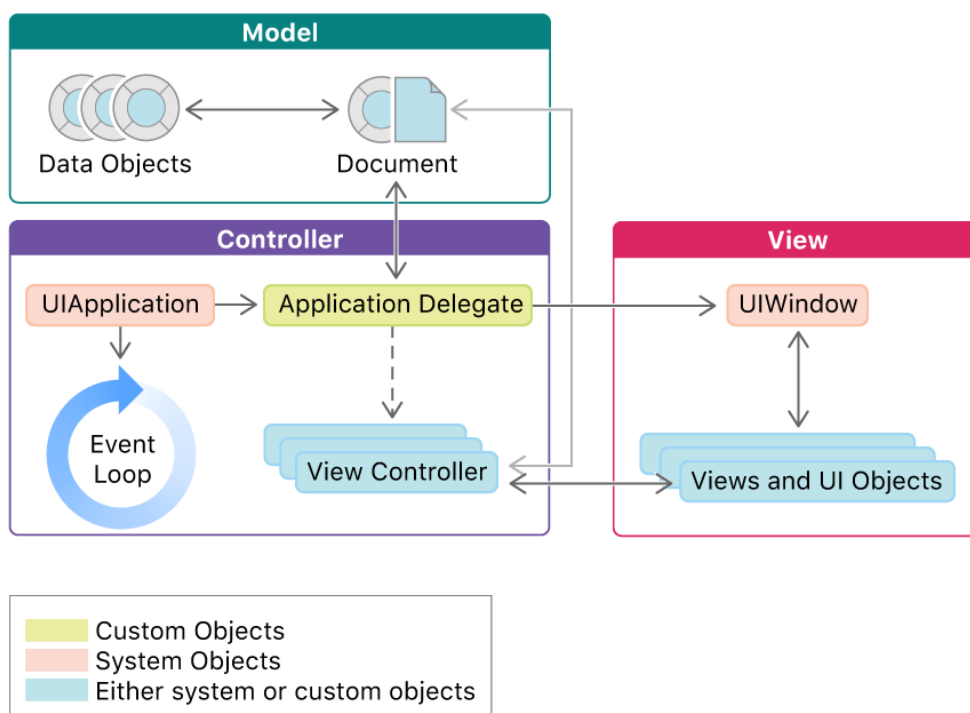 Model
Data Objects
Document
Controller
View
UIApplication
Application Delegate
UIWindow
Event
Loop
View Controller
Views and UI Objects
Custom Objects
System Objects
Either system or custom objects